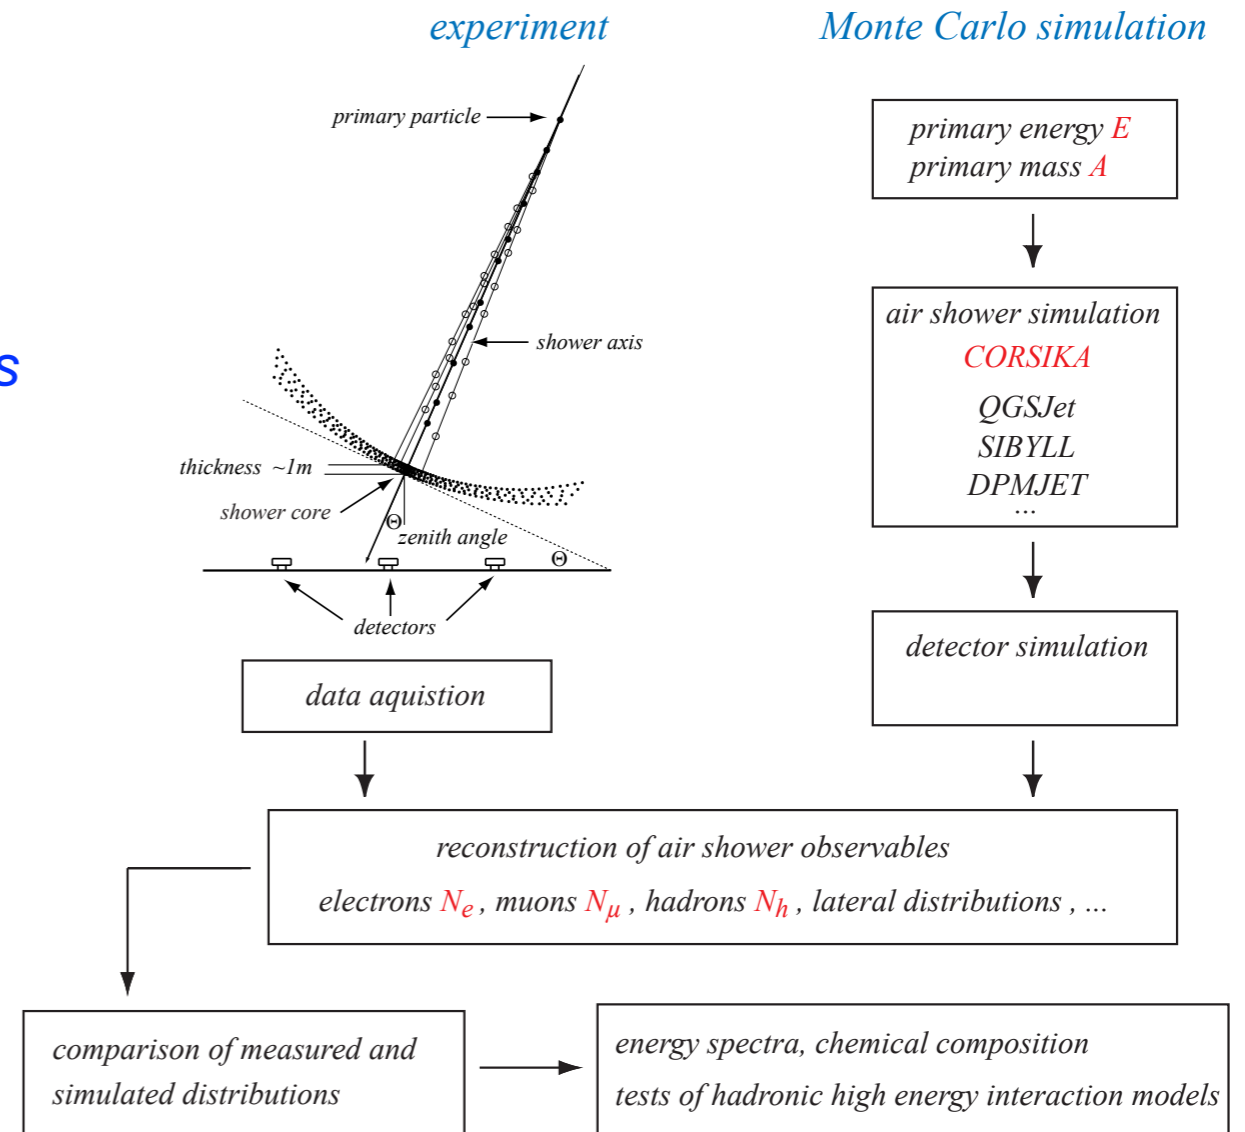 experiment
Monte Carlo simulation
primary particle
shower axis
thickness ~1m
shower core
Θ
zenith angle
Θ
detectors
s
primary energy E
primary mass A
air shower simulation
CORSIKA
QGSJet
SIBYLL
DPMJET
...
detector simulation
data aquistion
reconstruction of air shower observables
electrons Ne , muons Nμ , hadrons Nh , lateral distributions , ...
comparison of measured and
simulated distributions
energy spectra, chemical composition
tests of hadronic high energy interaction models